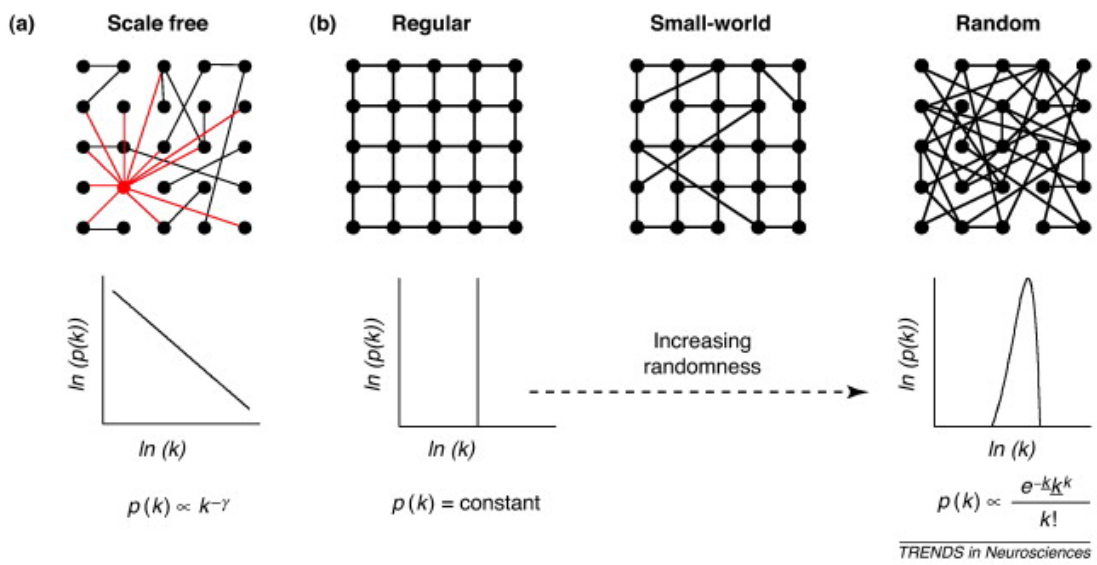 (a) Scale free (b) Regular Small-world Random
ln (p(k))
ln (k)
p(k) ∝ k^−γ
ln (p(k))
ln (k)
p(k) = constant
Increasing
randomness
ln (p(k))
ln (k)
p(k) ∝ e^−k̲ k̲^k
k!
TRENDS in Neurosciences